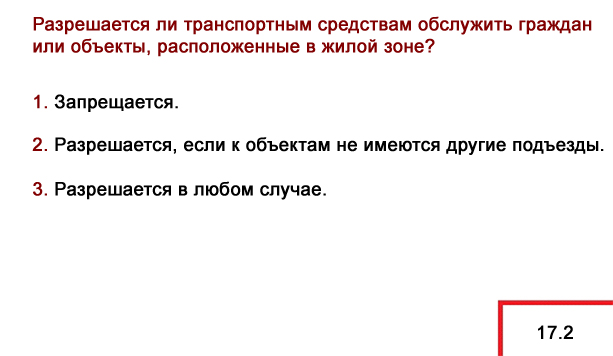 Разрешается ли транспортным средствам обслужить граждан
или объекты, расположенные в жилой зоне?
1. Запрещается.
2. Разрешается, если к объектам не имеются другие подъезды.
3. Разрешается в любом случае.
17.2